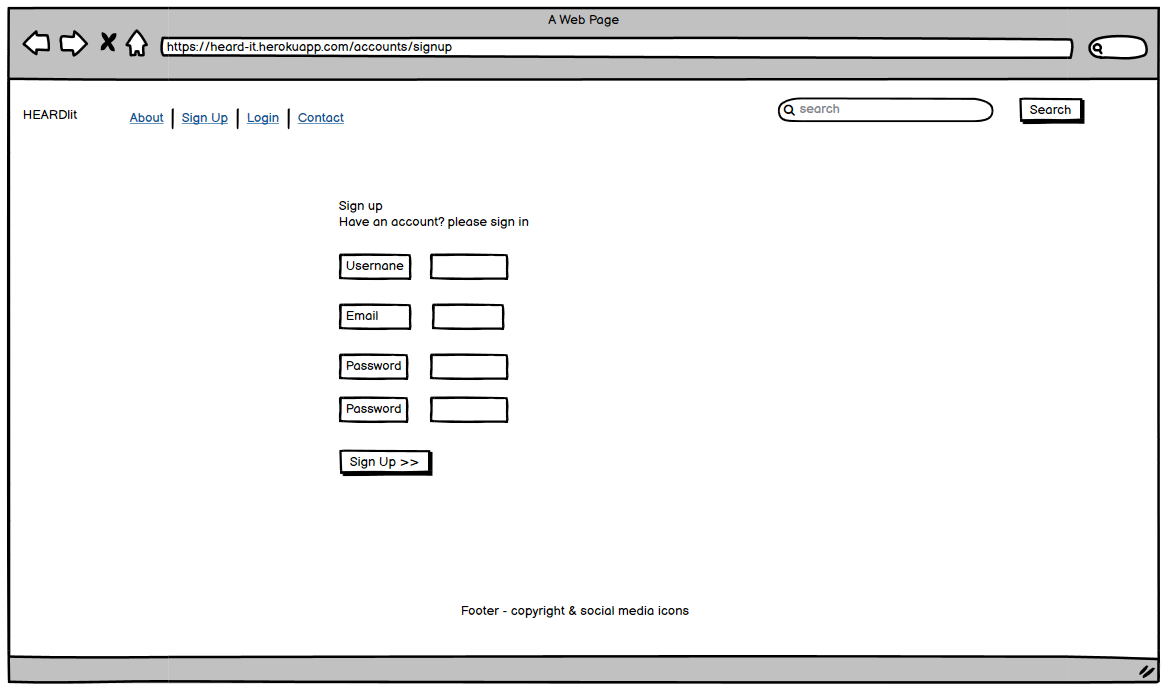 A Web Page
https://heard-it.herokuapp.com/accounts/signup
HEARDIit About Sign Up Login Contact search Search
Sign up
Have an account? please sign in
Usernane
Email
Password
Password
Sign Up >>
Footer - copyright & social media icons